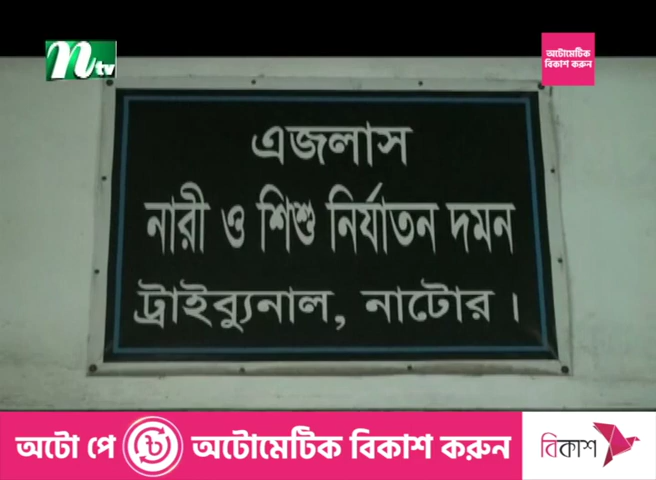 ntv
অটোমেটিক
বিকাশ করুন
এজলাস
নারী ও শিশু নির্যাতন দমন
ট্রাইব্যুনাল, নাটোর।
অটো পে ৳ অটোমেটিক বিকাশ করুন
বিকাশ